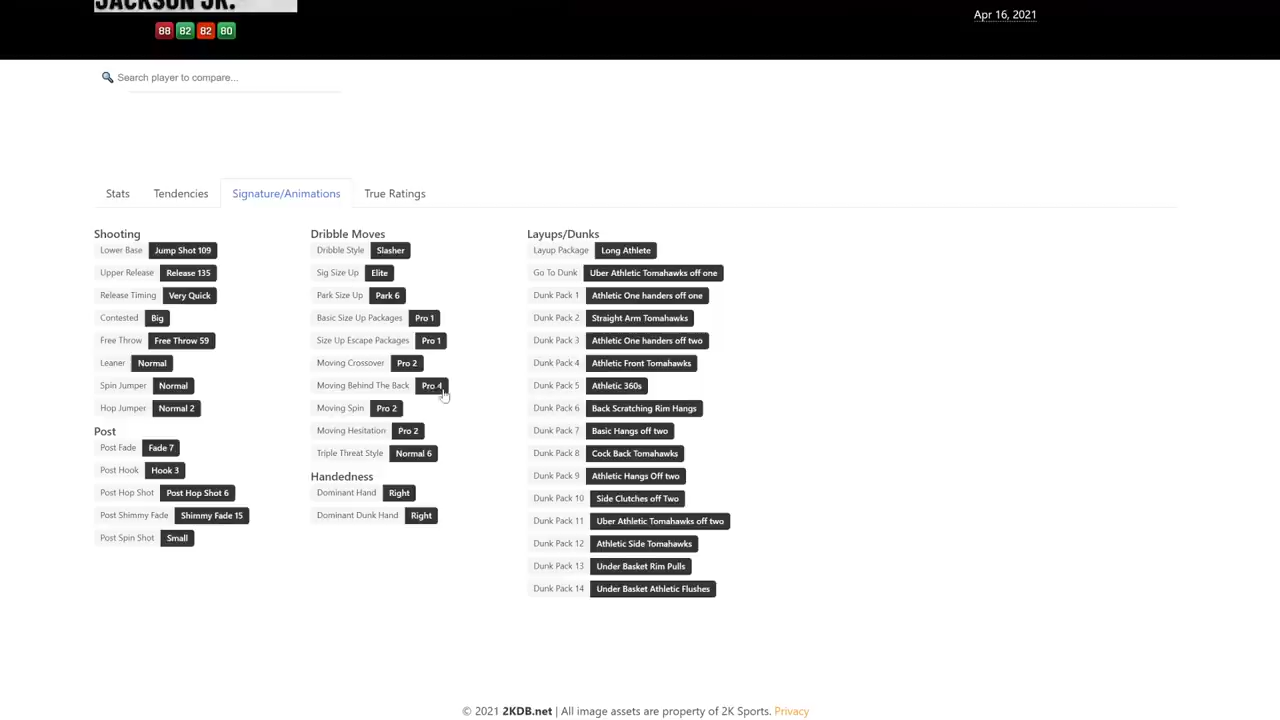 JACKSON JR.
88 82 82 80
Apr 16, 2021
Search player to compare...
Stats Tendencies Signature/Animations True Ratings
Shooting
Lower Base Jump Shot 109
Upper Release Release 135
Release Timing Very Quick
Contested Big
Free Throw Free Throw 59
Leaner Normal
Spin Jumper Normal
Hop Jumper Normal 2
Post
Post Fade Fade 7
Post Hook Hook 3
Post Hop Shot Post Hop Shot 6
Post Shimmy Fade Shimmy Fade 15
Post Spin Shot Small
Dribble Moves
Dribble Style Slasher
Sig Size Up Elite
Park Size Up Park 6
Basic Size Up Packages Pro 1
Size Up Escape Packages Pro 1
Moving Crossover Pro 2
Moving Behind The Back Pro 4
Moving Spin Pro 2
Moving Hesitation Pro 2
Triple Threat Style Normal 6
Handedness
Dominant Hand Right
Dominant Dunk Hand Right
Layups/Dunks
Layup Package Long Athlete
Go To Dunk Uber Athletic Tomahawks off one
Dunk Pack 1 Athletic One handers off one
Dunk Pack 2 Straight Arm Tomahawks
Dunk Pack 3 Athletic One handers off two
Dunk Pack 4 Athletic Front Tomahawks
Dunk Pack 5 Athletic 360s
Dunk Pack 6 Back Scratching Rim Hangs
Dunk Pack 7 Basic Hangs off two
Dunk Pack 8 Cock Back Tomahawks
Dunk Pack 9 Athletic Hangs Off two
Dunk Pack 10 Side Clutches off Two
Dunk Pack 11 Uber Athletic Tomahawks off two
Dunk Pack 12 Athletic Side Tomahawks
Dunk Pack 13 Under Basket Rim Pulls
Dunk Pack 14 Under Basket Athletic Flushes
© 2021 2KDB.net | All image assets are property of 2K Sports. Privacy